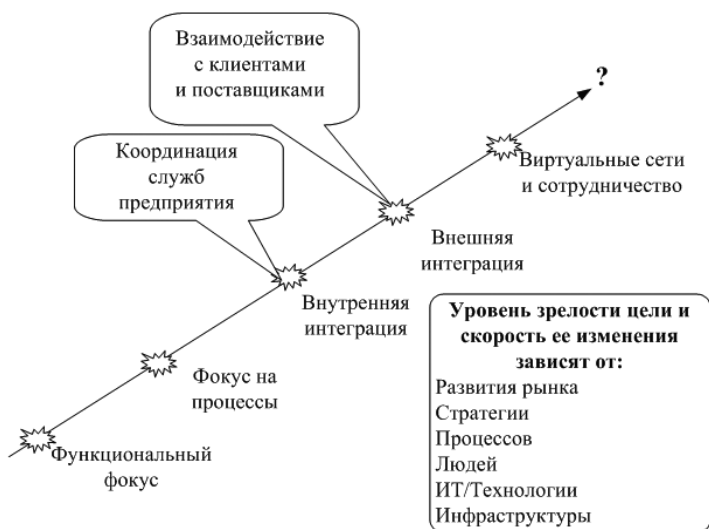 Взаимодействие
с клиентами
и поставщиками
?
Координация
служб
предприятия
Виртуальные сети
и сотрудничество
Внешняя
интеграция
Внутренняя
интеграция
Фокус на
процессы
Функциональный
фокус
Уровень зрелости цели и
скорость ее изменения
зависят от:
Развития рынка
Стратегии
Процессов
Людей
ИТ/Технологии
Инфраструктуры